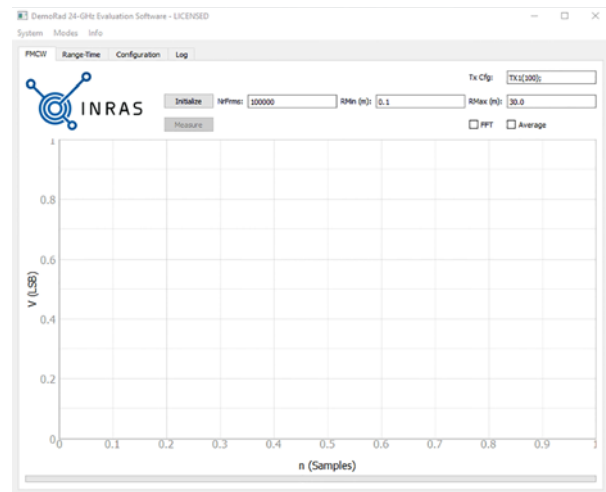 DemoRad 24-GHz Evaluation Software - LICENSED
System Modes Info
FMCW Range-Time Configuration Log
Tx Cfg: TX1(100);
INRAS
Initialize NrFrms: 100000 RMin (m): 0.1 RMax (m): 30.0
Measure FFT Average
1
0.8
0.6
V (LSB)
0.4
0.2
0
0 0.1 0.2 0.3 0.4 0.5 0.6 0.7 0.8 0.9 1
n (Samples)